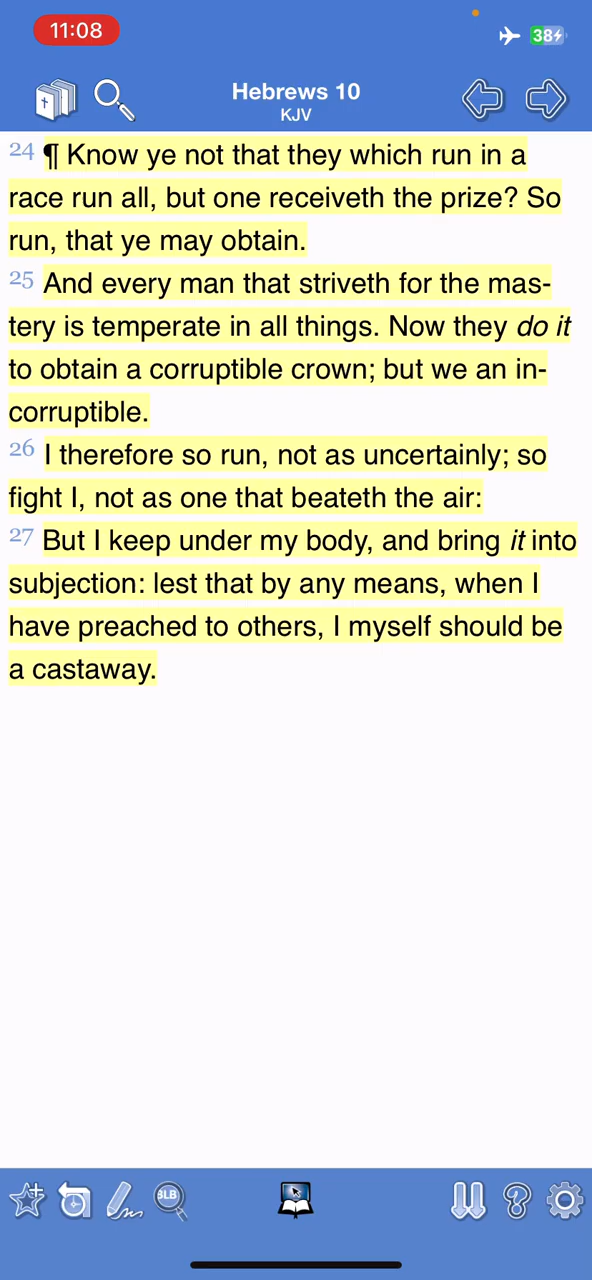 11:08
38
Hebrews 10
KJV
24 ¶ Know ye not that they which run in a
race run all, but one receiveth the prize? So
run, that ye may obtain.
25 And every man that striveth for the mas-
tery is temperate in all things. Now they do it
to obtain a corruptible crown; but we an in-
corruptible.
26 I therefore so run, not as uncertainly; so
fight I, not as one that beateth the air:
27 But I keep under my body, and bring it into
subjection: lest that by any means, when I
have preached to others, I myself should be
a castaway.
BLB